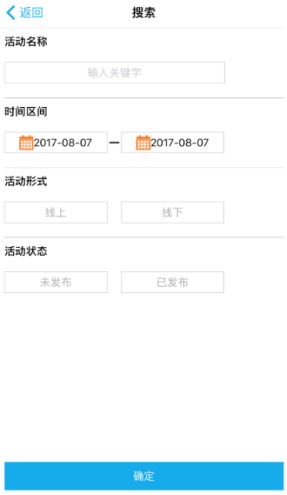 返回 搜索
活动名称
输入关键字
时间区间
2017-08-07 — 2017-08-07
活动形式
线上 线下
活动状态
未发布 已发布
确定